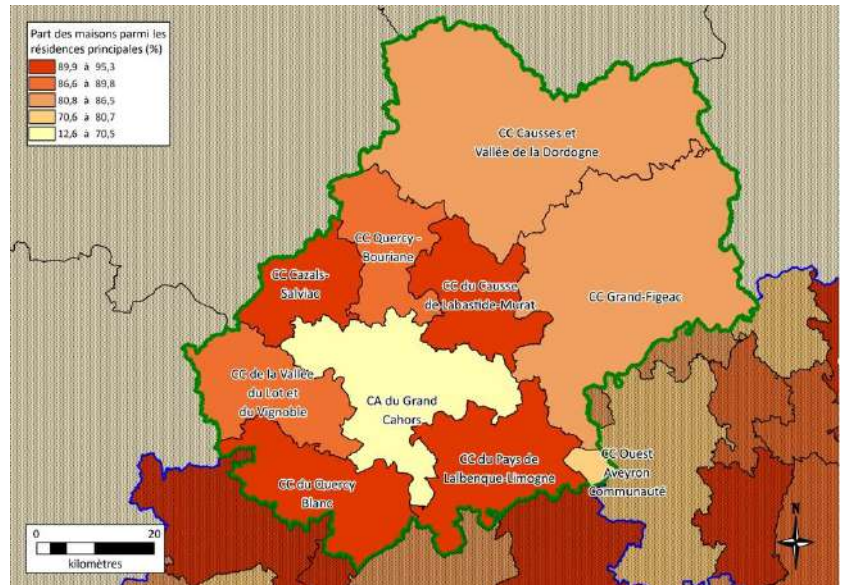 Part des maisons parmi les
résidences principales (%)
89,9 à 95,3
86,6 à 89,8
80,8 à 86,5
70,6 à 80,7
12,6 à 70,5
CC Causses et
Vallée de la Dordogne
CC Quercy -
Bouriane
CC Cazals-
Salviac
CC du Causse
de Labastide-Murat
CC Grand-Figeac
CC de la Vallée
du Lot et
du Vignoble
CA du Grand
Cahors
CC du Pays de
Lalbenque-Limogne
CC Ouest
Aveyron
Communauté
CC du Quercy
Blanc
0 20
kilomètres
N